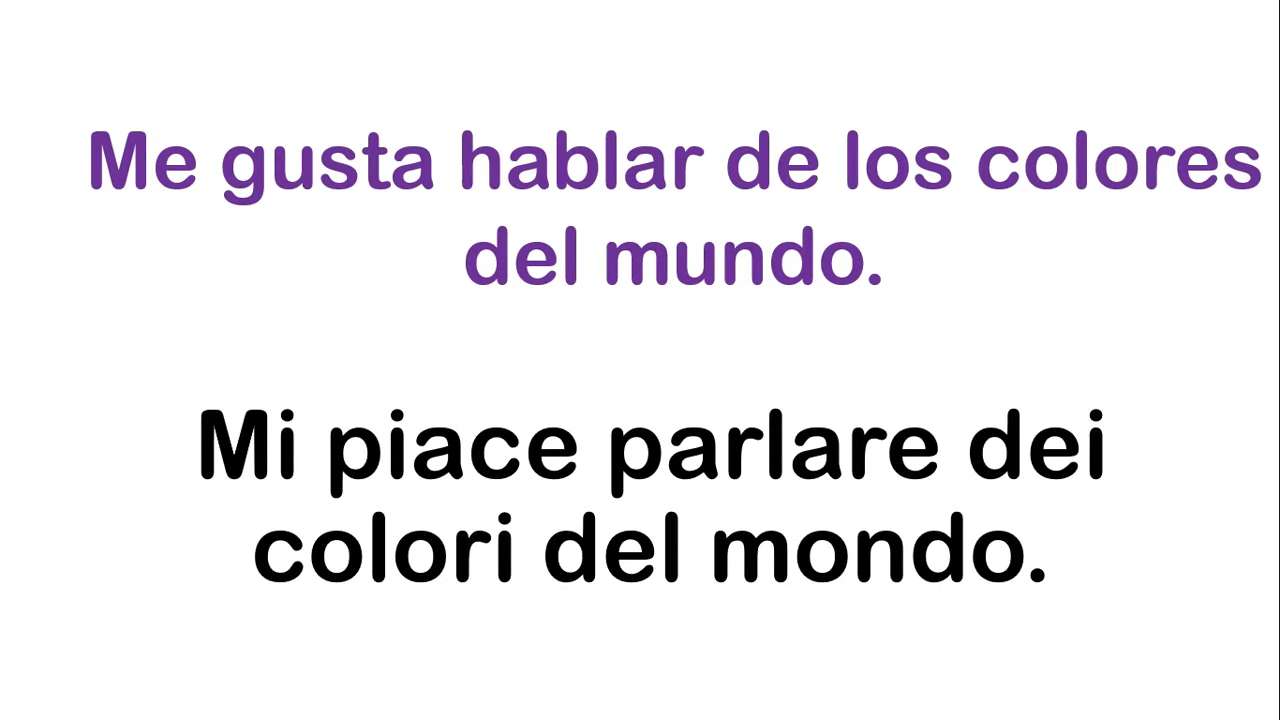 Me gusta hablar de los colores
del mundo.
Mi piace parlare dei
colori del mondo.